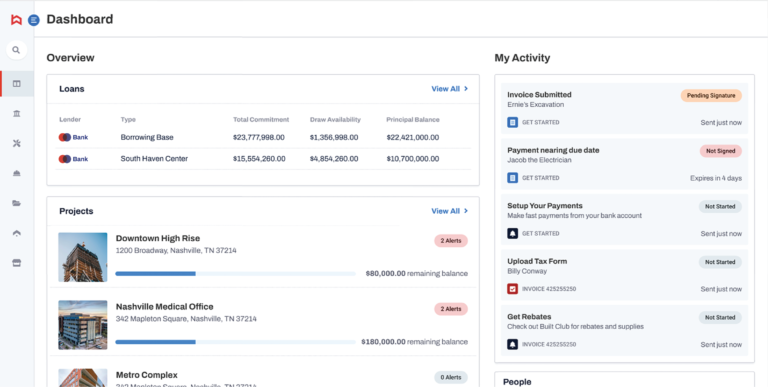 Dashboard
Overview
Loans
View All
Lender Type Total Commitment Draw Availability Principal Balance
Bank Borrowing Base $23,777,998.00 $1,356,998.00 $22,421,000.00
Bank South Haven Center $15,554,260.00 $4,854,260.00 $10,700,000.00
Projects
View All
Downtown High Rise
2 Alerts
1200 Broadway, Nashville, TN 37214
$80,000.00 remaining balance
Nashville Medical Office
2 Alerts
342 Mapleton Square, Nashville, TN 37214
$180,000.00 remaining balance
Metro Complex
0 Alerts
342 Mapleton Square, Nashville, TN 37214
My Activity
Invoice Submitted
Pending Signature
Ernie's Excavation
GET STARTED
Sent just now
Payment nearing due date
Not Signed
Jacob the Electrician
GET STARTED
Expires in 4 days
Setup Your Payments
Not Started
Make fast payments from your bank account
GET STARTED
Sent just now
Upload Tax Form
Not Started
Billy Conway
INVOICE 425255250
Sent just now
Get Rebates
Not Started
Check out Built Club for rebates and supplies
INVOICE 425255250
Sent just now
People